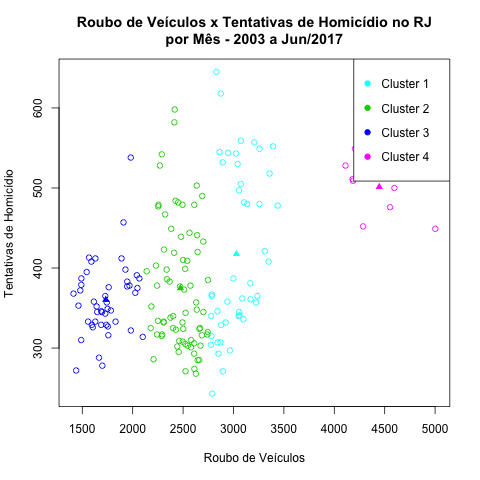 Roubo de Veículos x Tentativas de Homicídio no RJ
por Mês - 2003 a Jun/2017
Cluster 1
Cluster 2
Cluster 3
Cluster 4
Tentativas de Homicídio
600
500
400
300
1500 2000 2500 3000 3500 4000 4500 5000
Roubo de Veículos